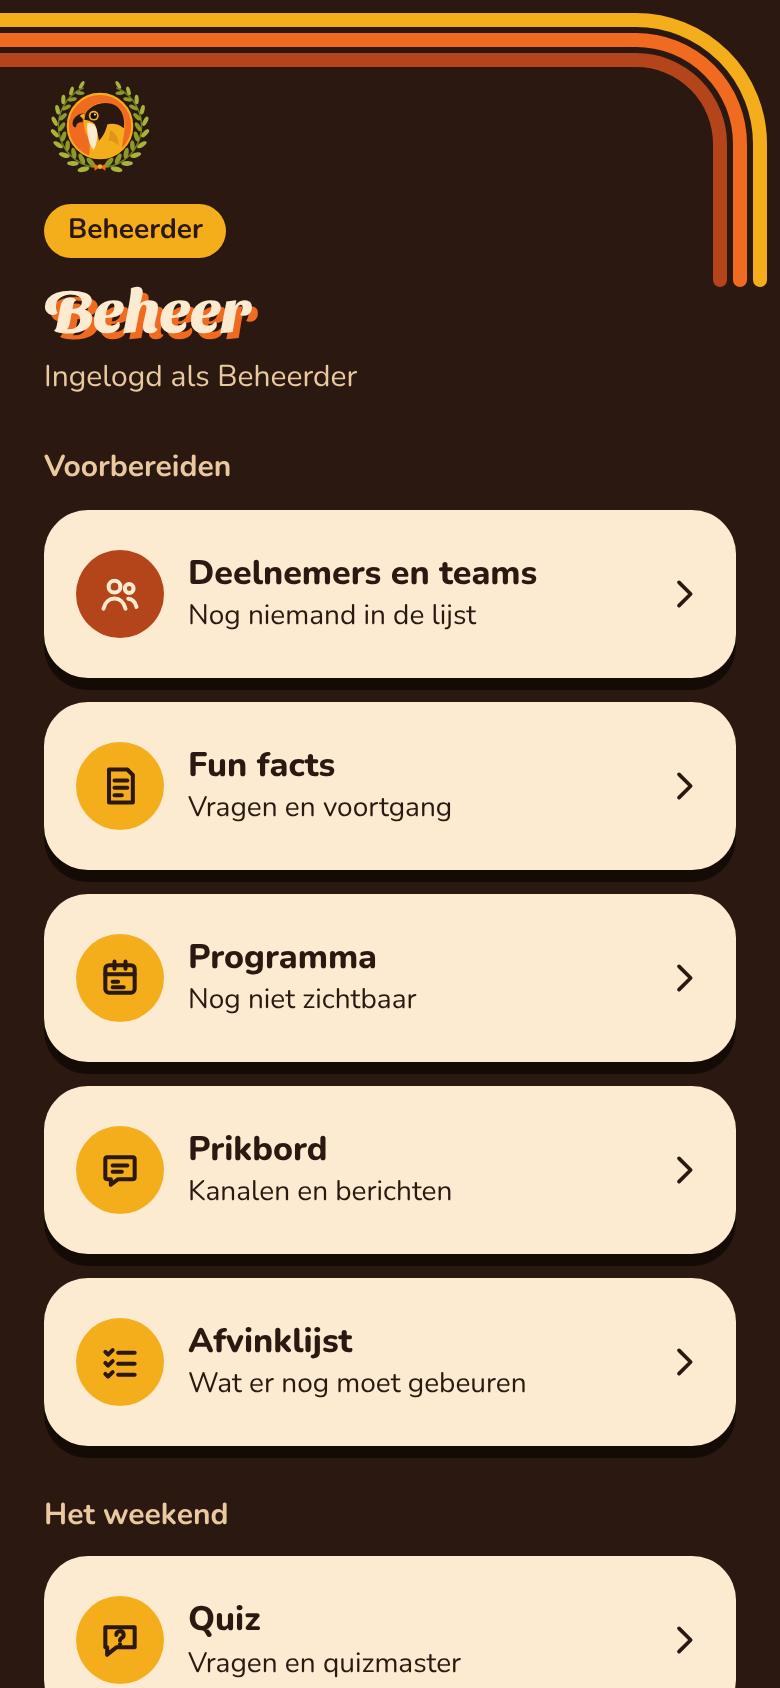 Beheerder
Beheer
Ingelogd als Beheerder
Voorbereiden
Deelnemers en teams
Nog niemand in de lijst
Fun facts
Vragen en voortgang
Programma
Nog niet zichtbaar
Prikbord
Kanalen en berichten
Afvinklijst
Wat er nog moet gebeuren
Het weekend
Quiz
Vragen en quizmaster